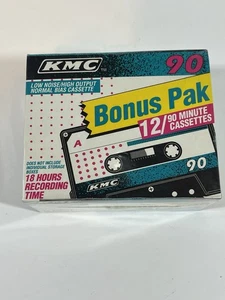 KMC 90
LOW NOISE/HIGH OUTPUT
NORMAL BIAS CASSETTE
Bonus Pak
12/90 MINUTE
CASSETTES
A
DOES NOT INCLUDE
INDIVIDUAL STORAGE
BOXES
18 HOURS
RECORDING
TIME
KMC 90